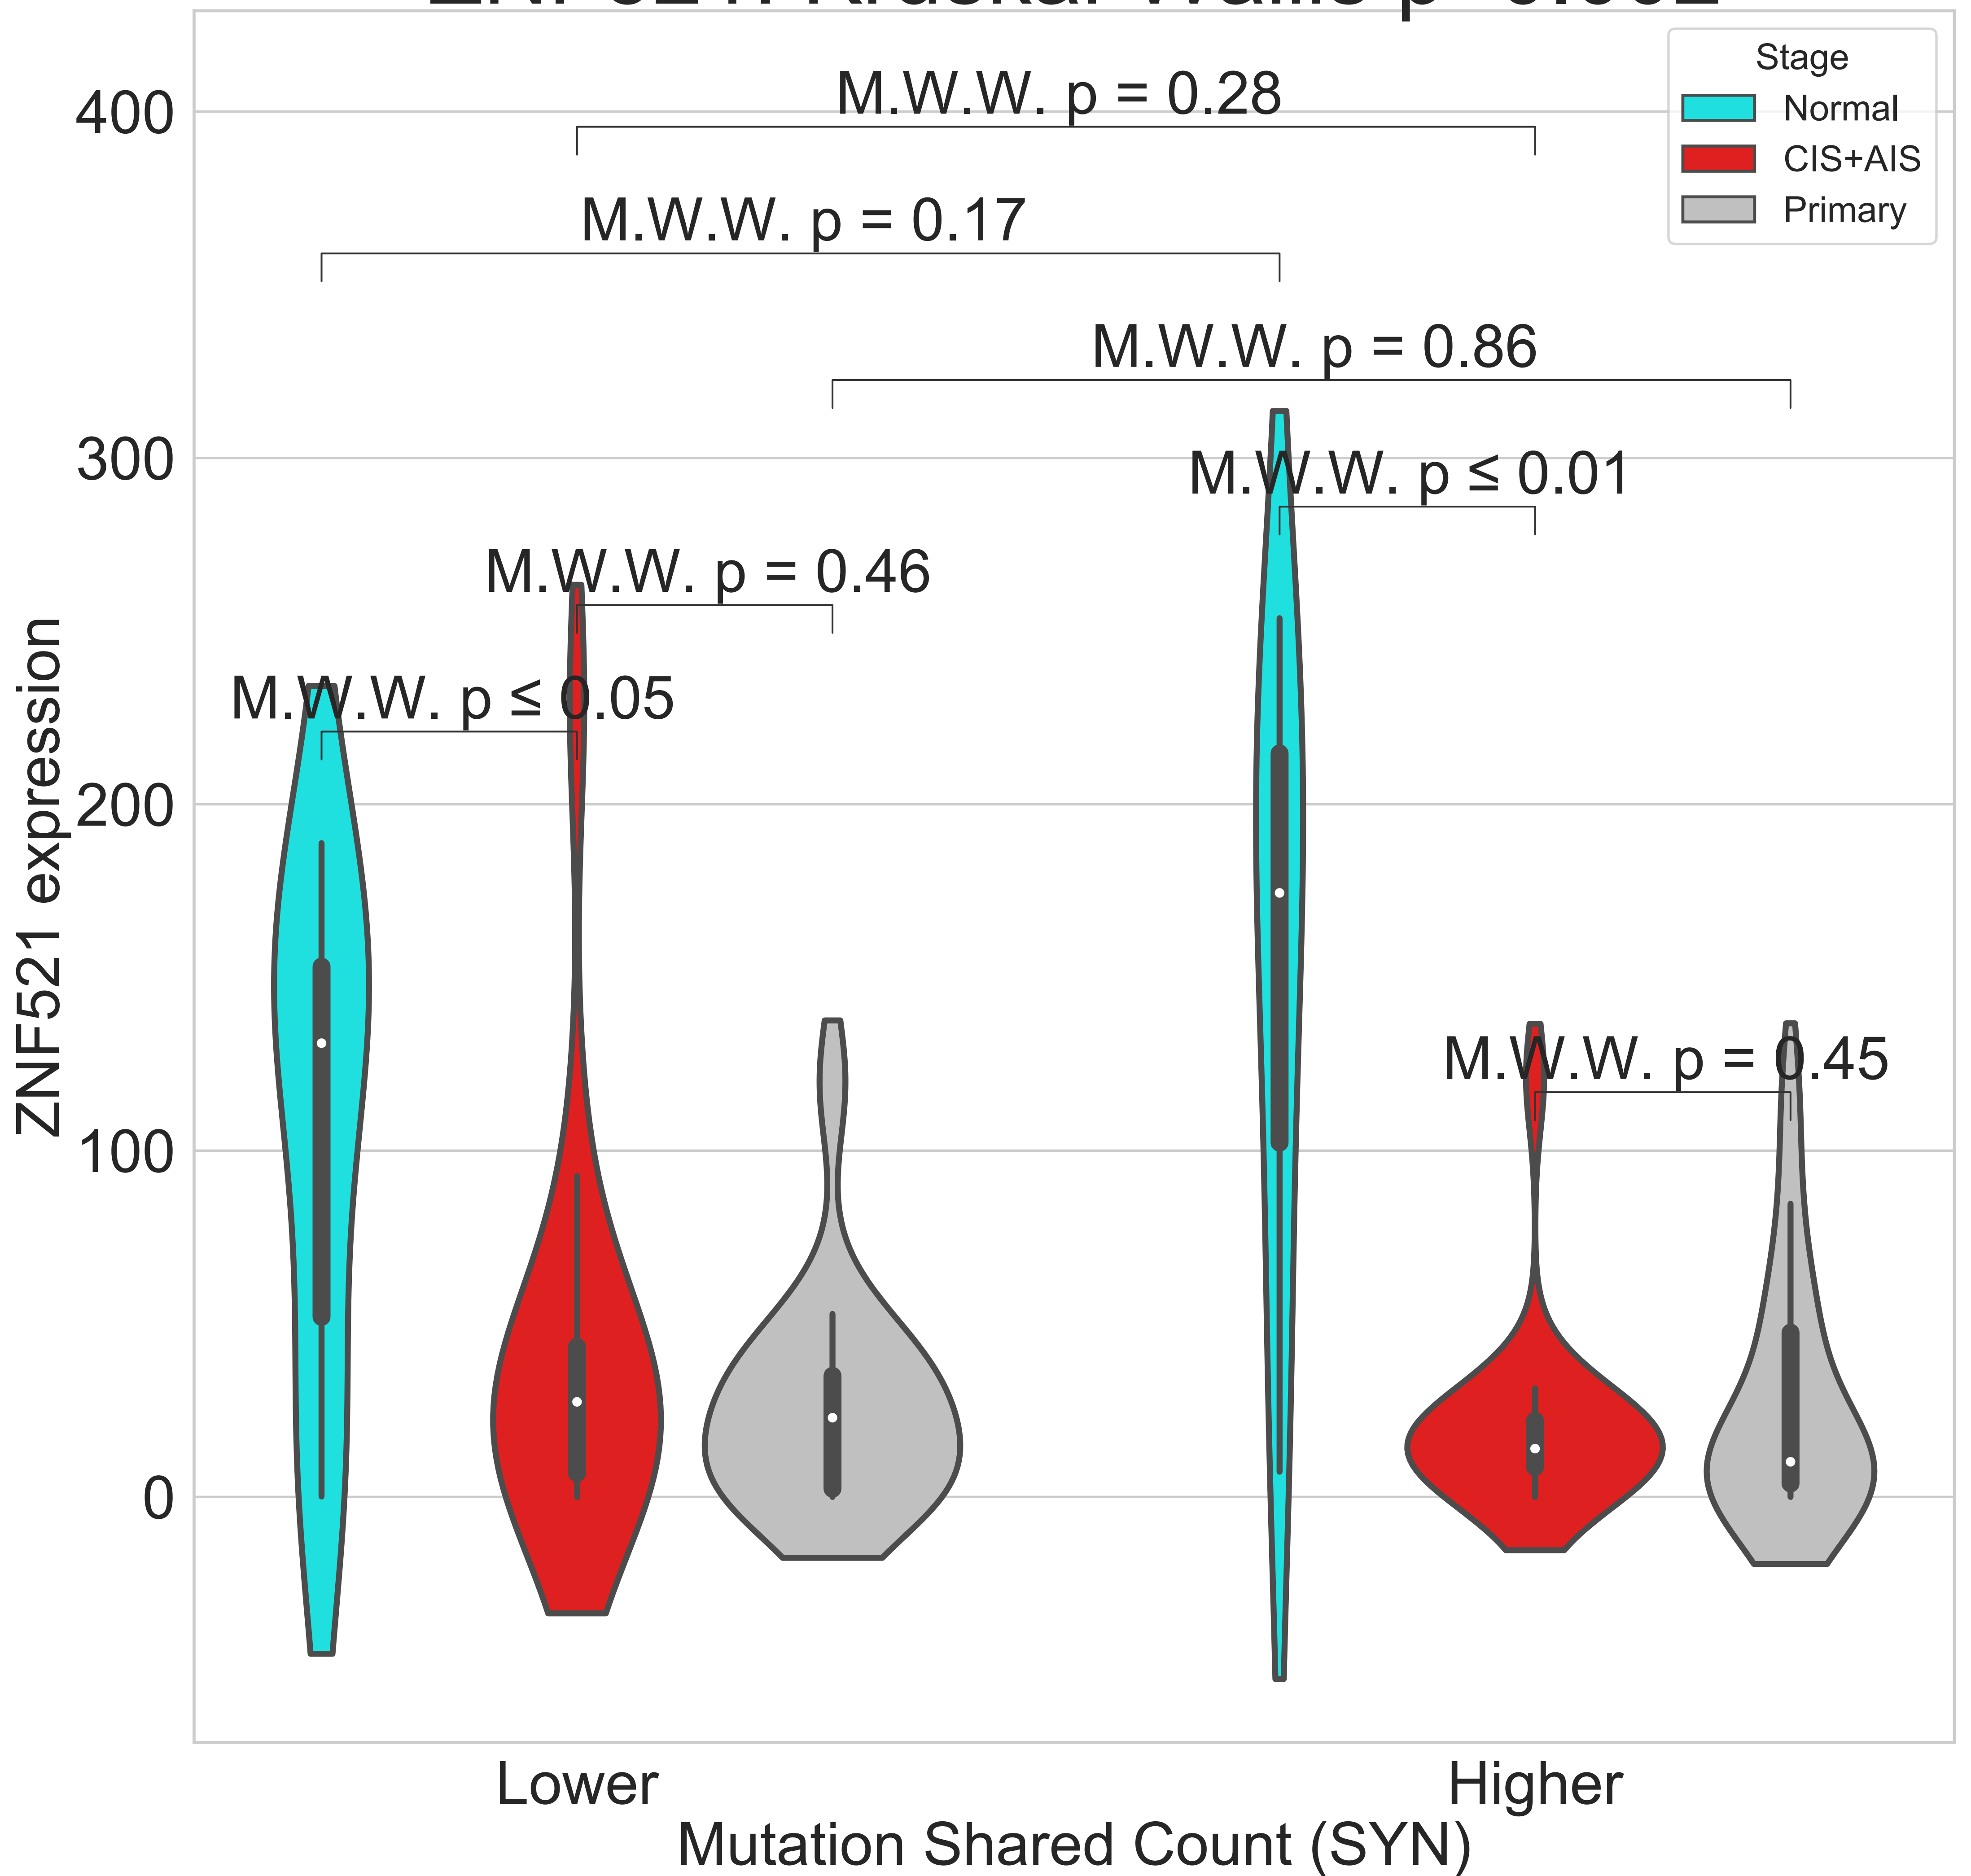 M.W.W. p = 0.28
M.W.W. p = 0.17
M.W.W. p = 0.86
M.W.W. p ≤ 0.01
M.W.W. p = 0.46
M.W.W. p ≤ 0.05
M.W.W. p = 0.45
Stage
Normal
CIS+AIS
Primary
400
300
200
100
0
ZNF521 expression
Lower
Higher
Mutation Shared Count (SYN)